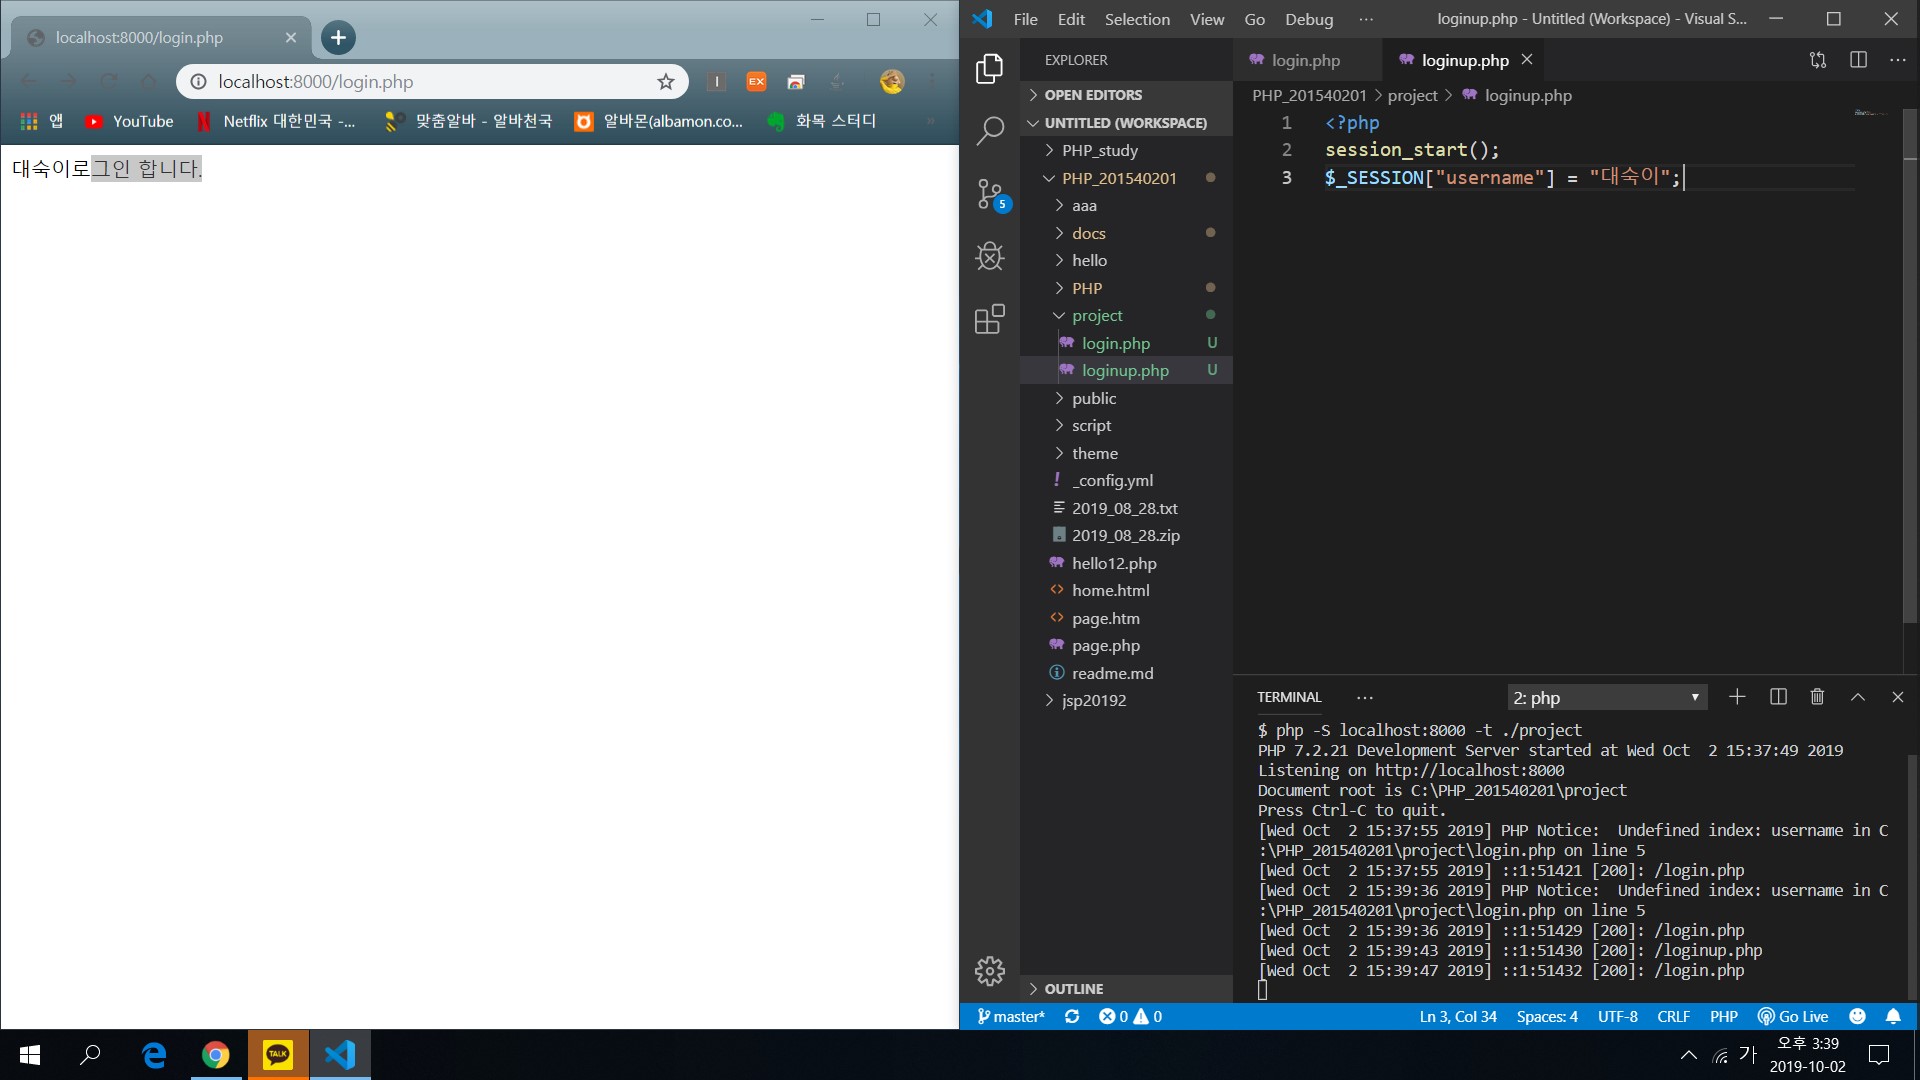 localhost:8000/login.php
localhost:8000/login.php
EX
앱
YouTube
Netflix 대한민국 -...
맞춤알바 - 알바천국
알바몬(albamon.co...
화목 스터디
대숙이로그인 합니다.
File Edit Selection View Go Debug ...
loginup.php - Untitled (Workspace) - Visual S...
EXPLORER
OPEN EDITORS
UNTITLED (WORKSPACE)
PHP_study
PHP_201540201
aaa
docs
hello
PHP
project
login.php U
loginup.php U
public
script
theme
_config.yml
2019_08_28.txt
2019_08_28.zip
hello12.php
home.html
page.htm
page.php
readme.md
jsp20192
OUTLINE
5
login.php
loginup.php
PHP_201540201 > project > loginup.php
1 <?php
2 session_start();
3 $_SESSION["username"] = "대숙이";
TERMINAL ...
2: php
$ php -S localhost:8000 -t ./project
PHP 7.2.21 Development Server started at Wed Oct  2 15:37:49 2019
Listening on http://localhost:8000
Document root is C:\PHP_201540201\project
Press Ctrl-C to quit.
[Wed Oct  2 15:37:55 2019] PHP Notice:  Undefined index: username in C
:\PHP_201540201\project\login.php on line 5
[Wed Oct  2 15:37:55 2019] ::1:51421 [200]: /login.php
[Wed Oct  2 15:39:36 2019] PHP Notice:  Undefined index: username in C
:\PHP_201540201\project\login.php on line 5
[Wed Oct  2 15:39:36 2019] ::1:51429 [200]: /login.php
[Wed Oct  2 15:39:43 2019] ::1:51430 [200]: /loginup.php
[Wed Oct  2 15:39:47 2019] ::1:51432 [200]: /login.php
master* 0 0
Ln 3, Col 34 Spaces: 4 UTF-8 CRLF PHP Go Live
TALK
가
오후 3:39
2019-10-02